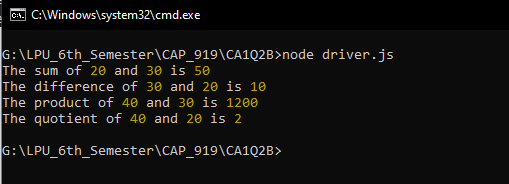 C:\Windows\system32\cmd.exe
G:\LPU_6th_Semester\CAP_919\CA1Q2B>node driver.js
The sum of 20 and 30 is 50
The difference of 30 and 20 is 10
The product of 40 and 30 is 1200
The quotient of 40 and 20 is 2
G:\LPU_6th_Semester\CAP_919\CA1Q2B>